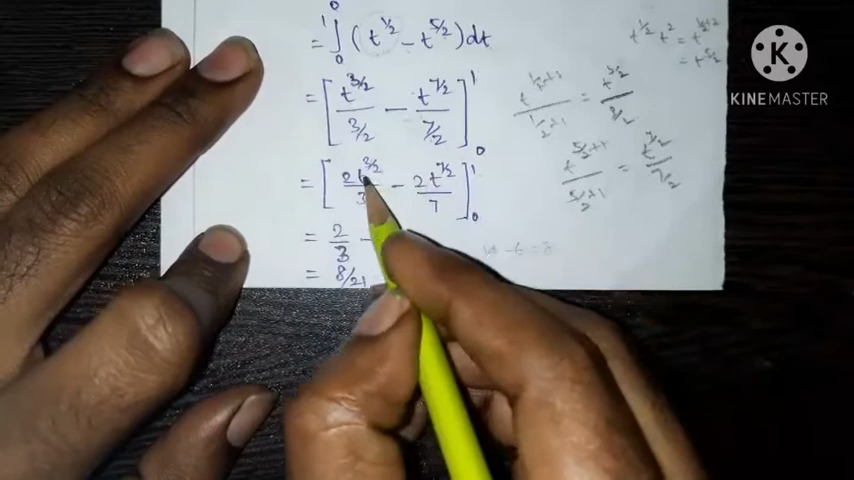 = ∫₀¹ (t^1/2 - t^5/2) dt
= [ t^3/2 / 3/2 - t^7/2 / 7/2 ]₀¹
= [ 2t^3/2 / 3 - 2t^7/2 / 7 ]₀¹
= 2/3 -
= 8/21
t^1/2 t^2 = t^1/2+2
= t^5/2
t^1/2+1 / 1/2+1 = t^3/2 / 3/2
t^5/2+1 / 5/2+1 = t^7/2 / 7/2
K
KINEMASTER